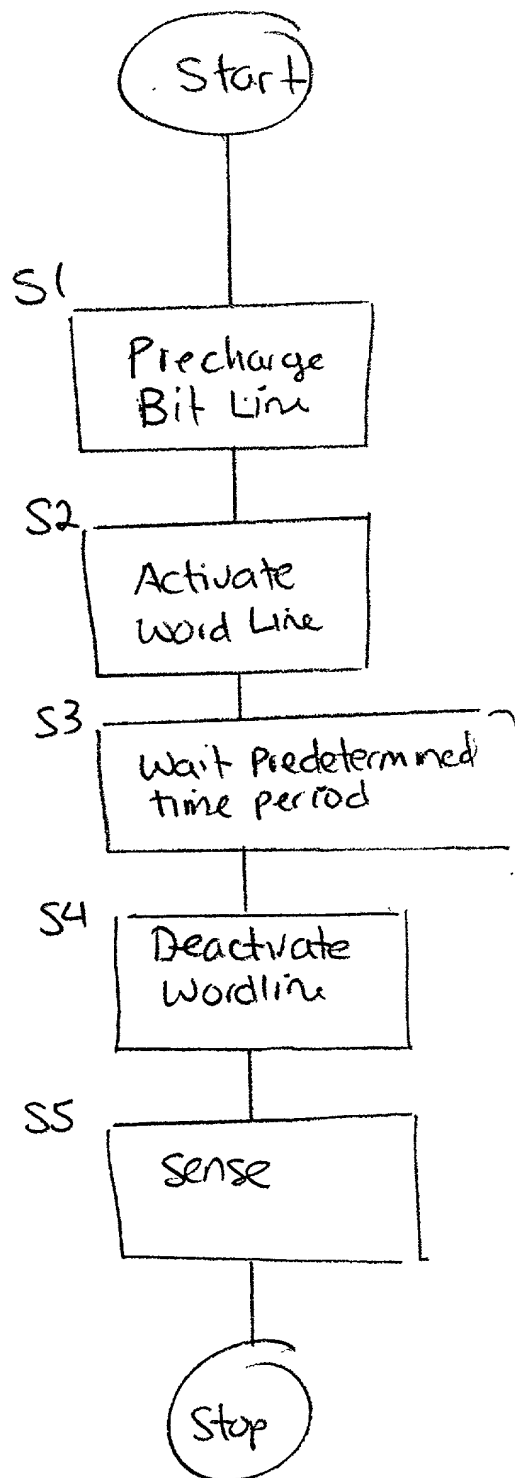 Start
S1
Precharge
Bit Line
S2
Activate
Word Line
S3
Wait Predetermined
time period
S4
Deactivate
Wordline
S5
Sense
Stop